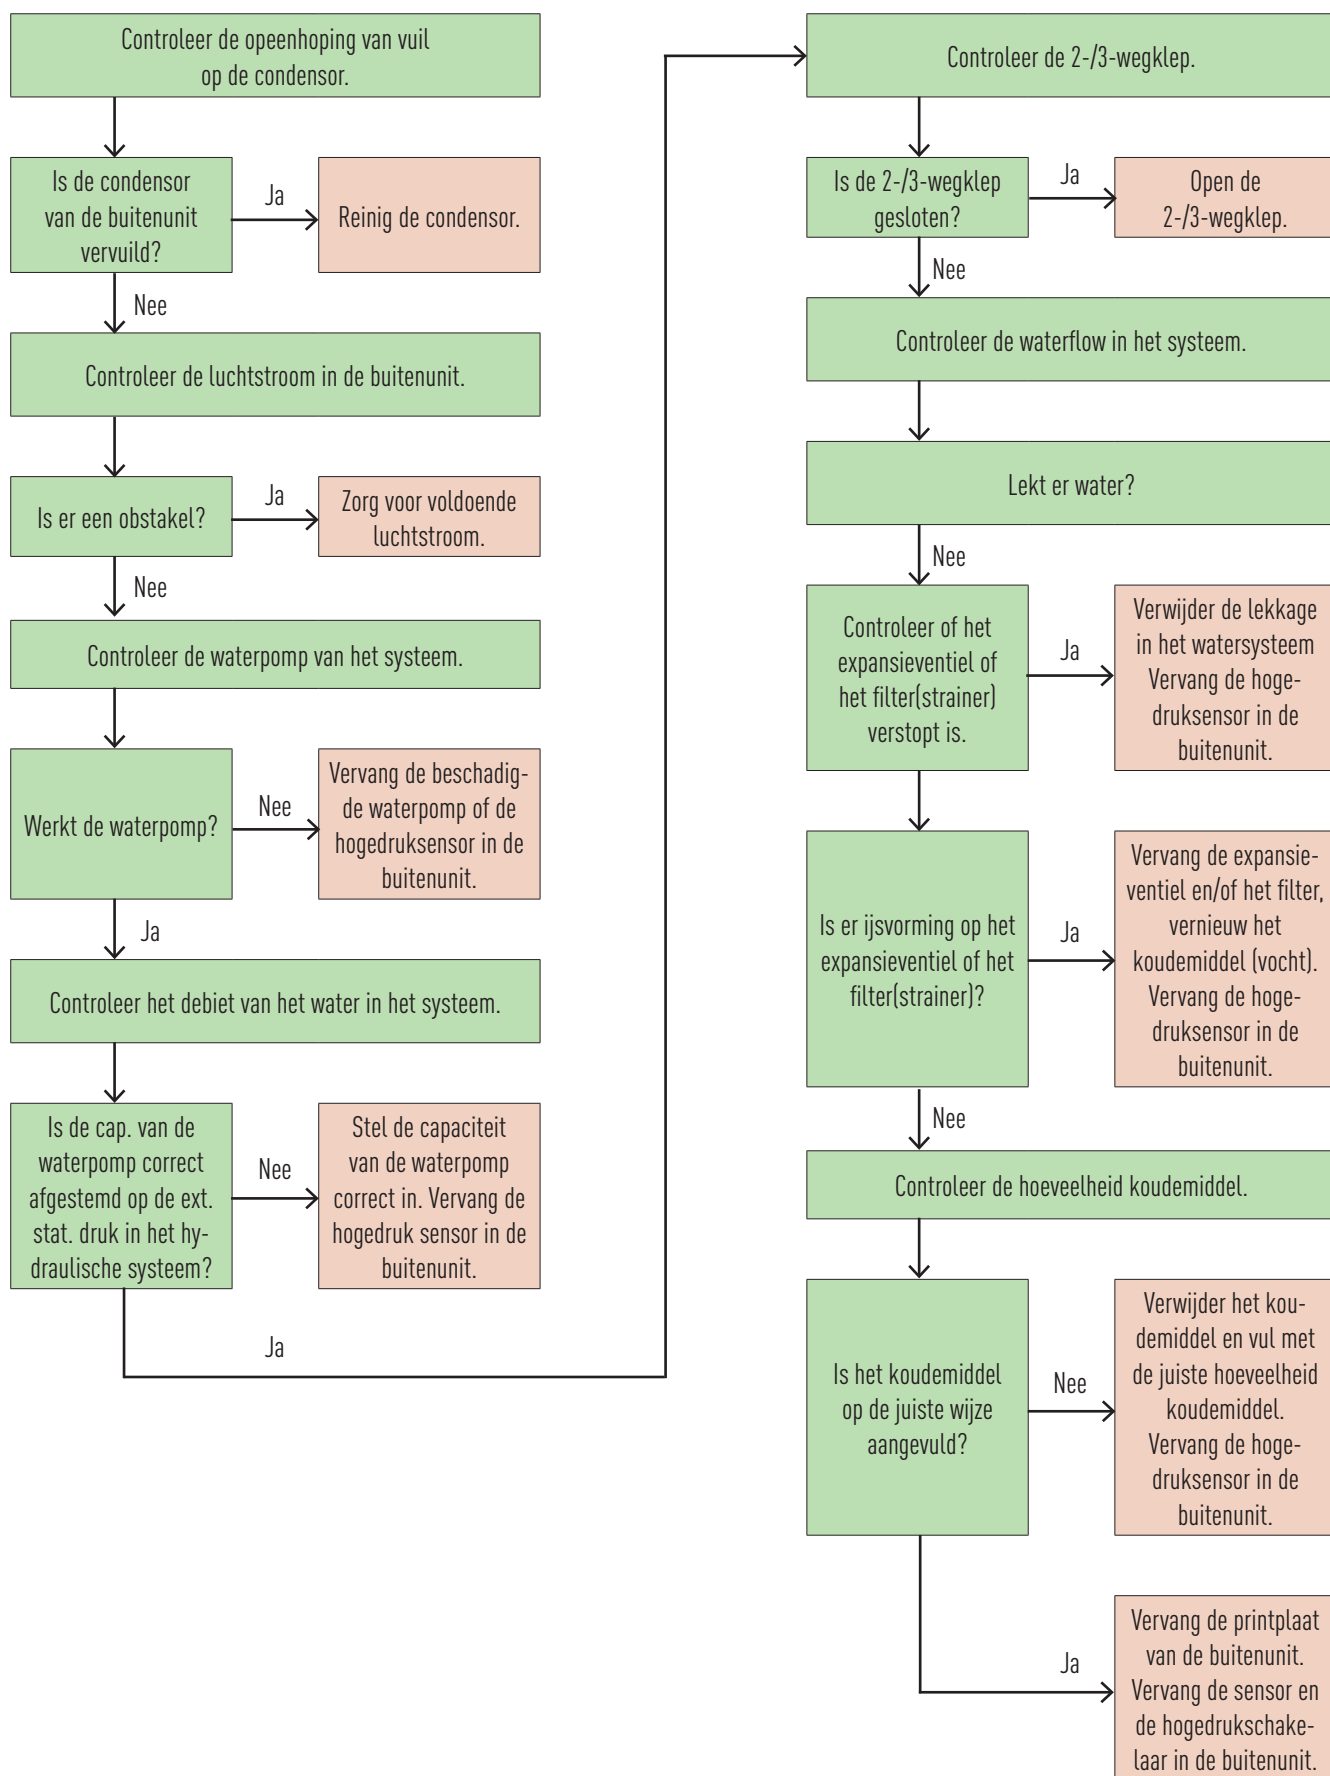 Controleer de opeenhoping van vuil
op de condensor.
Is de condensor
van de buitenunit
vervuild?
Ja
Reinig de condensor.
Nee
Controleer de luchtstroom in de buitenunit.
Is er een obstakel?
Ja
Zorg voor voldoende
luchtstroom.
Nee
Controleer de waterpomp van het systeem.
Werkt de waterpomp?
Nee
Vervang de beschadig-
de waterpomp of de
hogedruksensor in de
buitenunit.
Ja
Controleer het debiet van het water in het systeem.
Is de cap. van de
waterpomp correct
afgestemd op de ext.
stat. druk in het hy-
draulische systeem?
Nee
Stel de capaciteit
van de waterpomp
correct in. Vervang de
hogedruk sensor in de
buitenunit.
Ja
Controleer de 2-/3-wegklep.
Is de 2-/3-wegklep
gesloten?
Ja
Open de
2-/3-wegklep.
Nee
Controleer de waterflow in het systeem.
Lekt er water?
Nee
Controleer of het
expansieventiel of
het filter(strainer)
verstopt is.
Ja
Verwijder de lekkage
in het watersysteem
Vervang de hoge-
druksensor in de
buitenunit.
Is er ijsvorming op het
expansieventiel of het
filter(strainer)?
Ja
Vervang de expansie-
ventiel en/of het filter,
vernieuw het
koudemiddel (vocht).
Vervang de hoge-
druksensor in de
buitenunit.
Nee
Controleer de hoeveelheid koudemiddel.
Is het koudemiddel
op de juiste wijze
aangevuld?
Nee
Verwijder het kou-
demiddel en vul met
de juiste hoeveelheid
koudemiddel.
Vervang de hoge-
druksensor in de
buitenunit.
Ja
Vervang de printplaat
van de buitenunit.
Vervang de sensor en
de hogedrukschake-
laar in de buitenunit.